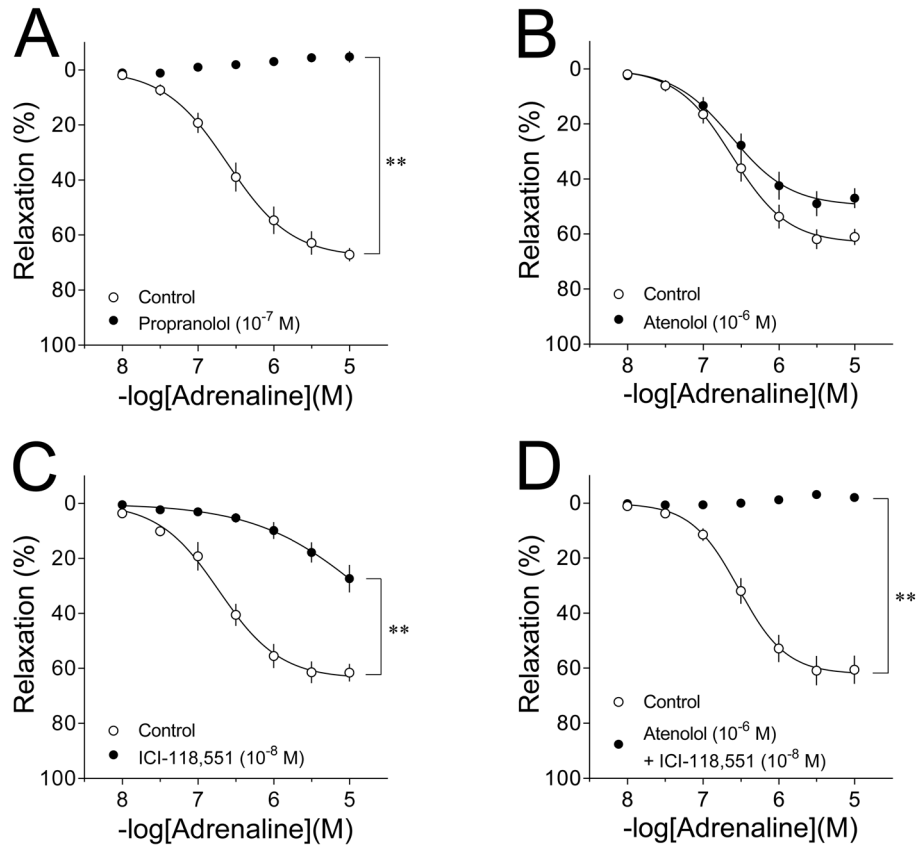 A
0
20
40
60
80
100
Relaxation (%)
**
Control
Propranolol (10-7 M)
8 7 6 5
-log[Adrenaline](M)
B
0
20
40
60
80
100
Relaxation (%)
Control
Atenolol (10-6 M)
8 7 6 5
-log[Adrenaline](M)
C
0
20
40
60
80
100
Relaxation (%)
**
Control
ICI-118,551 (10-8 M)
8 7 6 5
-log[Adrenaline](M)
D
0
20
40
60
80
100
Relaxation (%)
**
Control
Atenolol (10-6 M)
+ ICI-118,551 (10-8 M)
8 7 6 5
-log[Adrenaline](M)